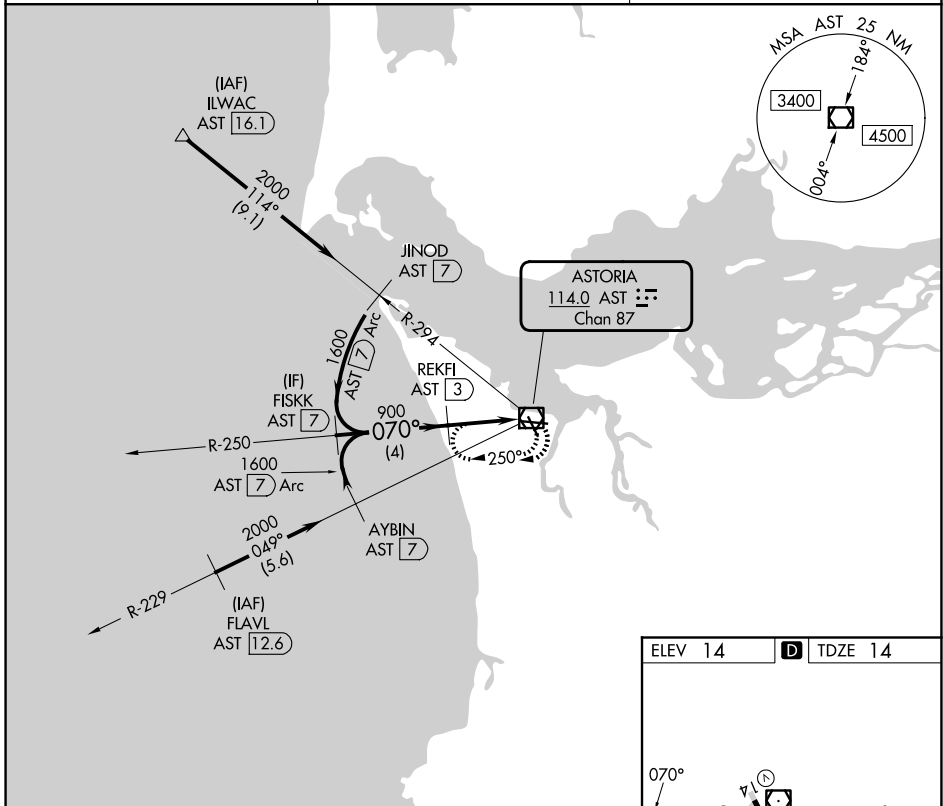 MSA AST 25 NM
184°
3400
4500
004°
(IAF)
ILWAC
AST 16.1
2000
114°
(9.1)
JINOD
AST 7
R-294
ASTORIA
114.0 AST
Chan 87
1600
AST 7 Arc
REKFI
AST 3
(IF)
FISKK
AST 7
900
070°
(4)
R-250
250°
1600
AST 7 Arc
AYBIN
AST 7
2000
049°
(5.6)
R-229
(IAF)
FLAVL
AST 12.6
ELEV 14
D
TDZE 14
070°
14